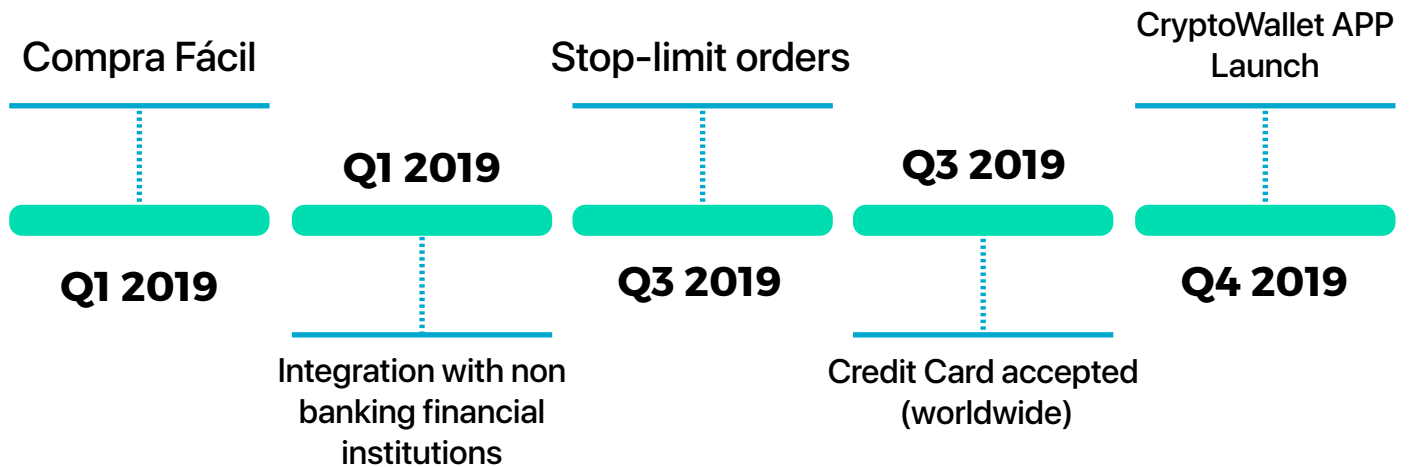 Compra Fácil
Q1 2019
Q1 2019
Integration with non
banking financial
institutions
Stop-limit orders
Q3 2019
Q3 2019
Credit Card accepted
(worldwide)
CryptoWallet APP
Launch
Q4 2019